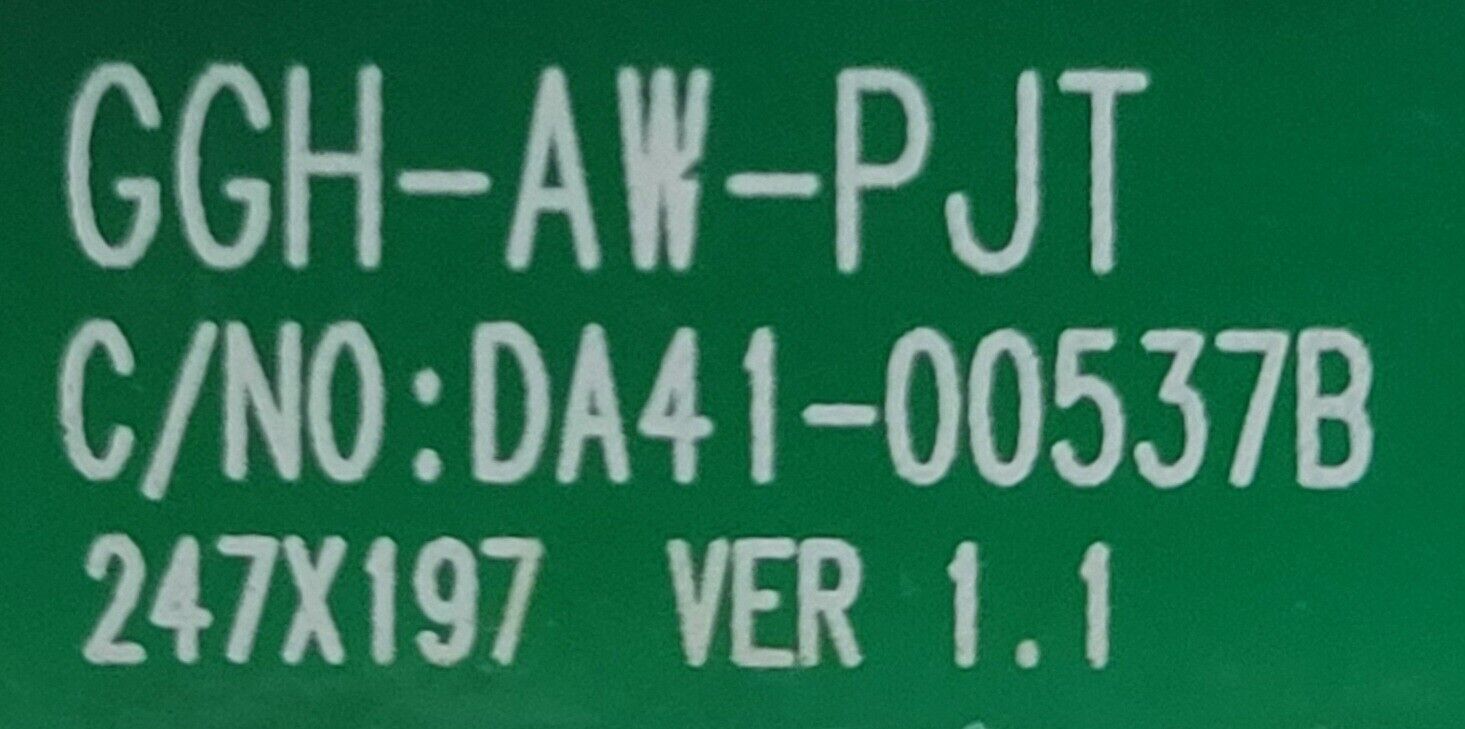 GGH-AW-PJT
C/NO:DA41-00537B
247X197 VER 1.1